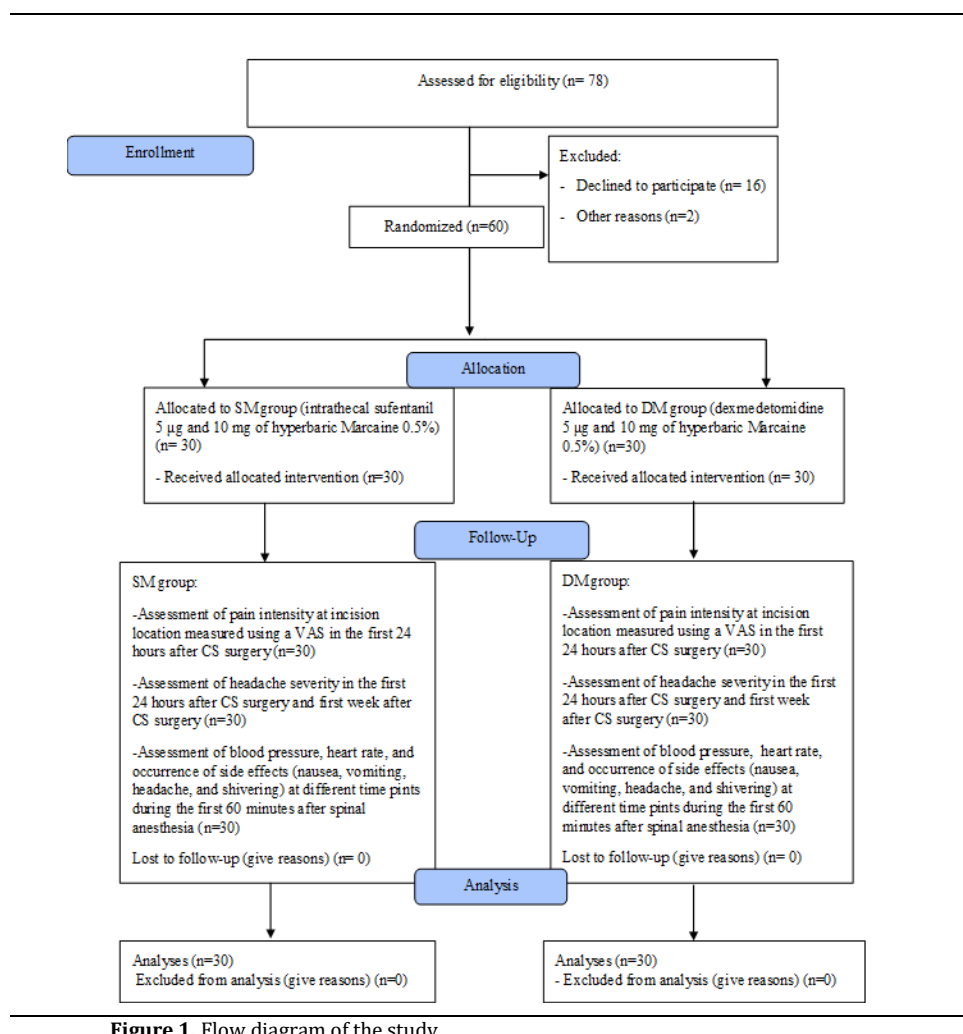 Assessed for eligibility (n= 78)
Enrollment
Excluded:
- Declined to participate (n= 16)
- Other reasons (n=2)
Randomized (n=60)
Allocation
Allocated to SM group (intrathecal sufentanil
5 µg and 10 mg of hyperbaric Marcaine 0.5%)
(n= 30)
- Received allocated intervention (n=30)
Allocated to DM group (dexmedetomidine
5 µg and 10 mg of hyperbaric Marcaine
0.5%) (n=30)
- Received allocated intervention (n= 30)
Follow-Up
SM group:
-Assessment of pain intensity at incision
location measured using a VAS in the first 24
hours after CS surgery (n=30)
-Assessment of headache severity in the first
24 hours after CS surgery and first week after
CS surgery (n=30)
-Assessment of blood pressure, heart rate, and
occurrence of side effects (nausea, vomiting,
headache, and shivering) at different time pints
during the first 60 minutes after spinal
anesthesia (n=30)
Lost to follow-up (give reasons) (n= 0)
DM group:
-Assessment of pain intensity at incision
location measured using a VAS in the first
24 hours after CS surgery (n=30)
-Assessment of headache severity in the first
24 hours after CS surgery and first week
after CS surgery (n=30)
-Assessment of blood pressure, heart rate,
and occurrence of side effects (nausea,
vomiting, headache, and shivering) at
different time pints during the first 60
minutes after spinal anesthesia (n=30)
Lost to follow-up (give reasons) (n= 0)
Analysis
Analyses (n=30)
Excluded from analysis (give reasons) (n=0)
Analyses (n=30)
- Excluded from analysis (give reasons) (n=0)
Figure 1. Flow diagram of the study